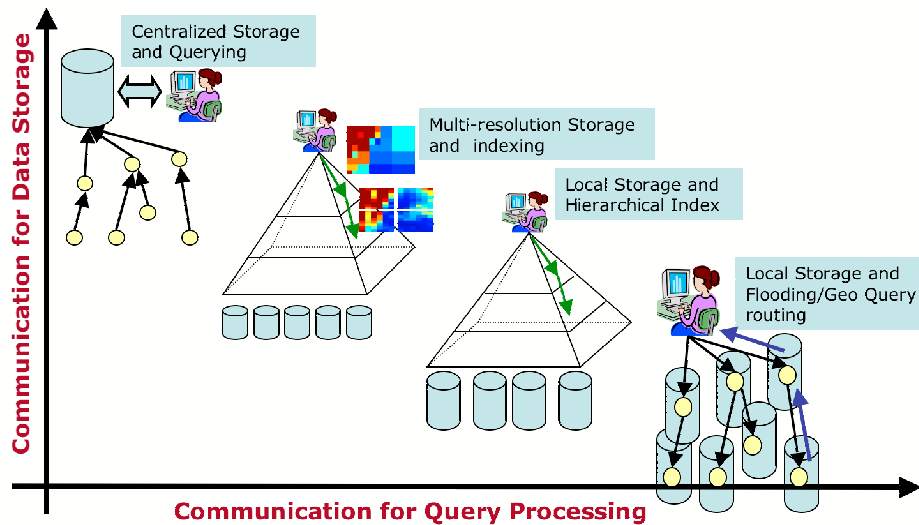 Centralized Storage
and Querying
Multi-resolution Storage
and indexing
Local Storage and
Hierarchical Index
Local Storage and
Flooding/Geo Query
routing
Communication for Data Storage
Communication for Query Processing